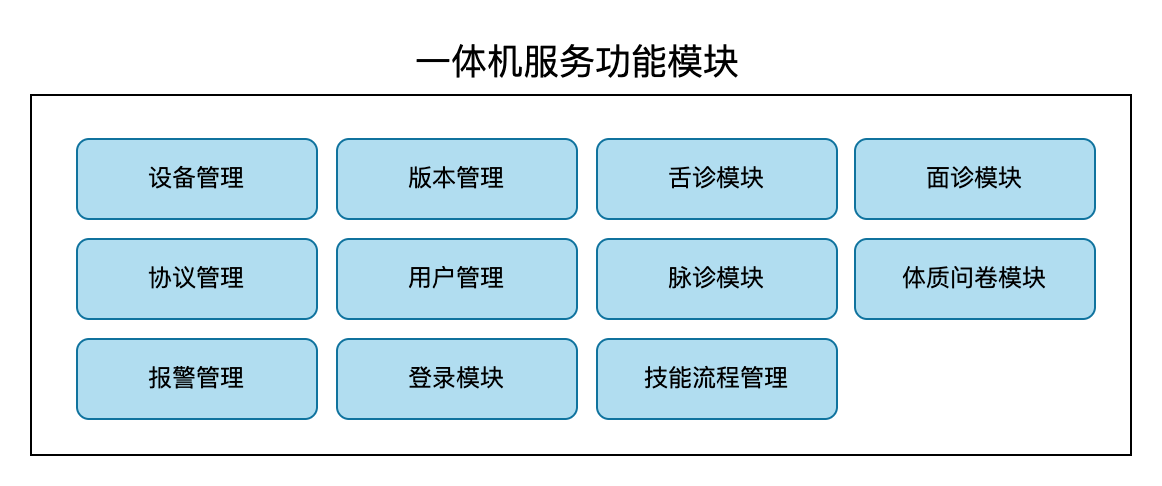 一体机服务功能模块
设备管理
版本管理
舌诊模块
面诊模块
协议管理
用户管理
脉诊模块
体质问卷模块
报警管理
登录模块
技能流程管理